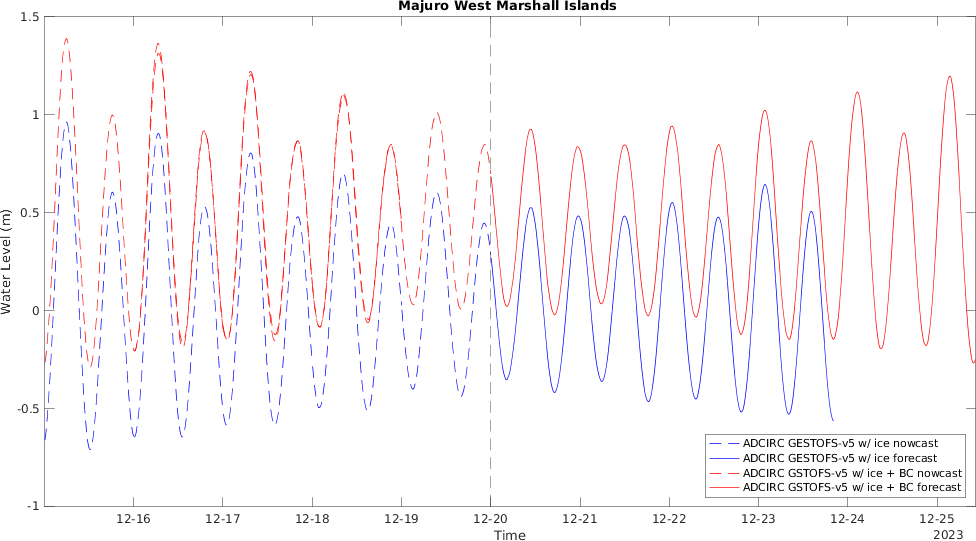 Majuro West Marshall Islands
1.5
1
0.5
0
-0.5
-1
Water Level (m)
ADCIRC GESTOFS-v5 w/ ice nowcast
ADCIRC GESTOFS-v5 w/ ice forecast
ADCIRC GSTOFS-v5 w/ ice + BC nowcast
ADCIRC GSTOFS-v5 w/ ice + BC forecast
12-16 12-17 12-18 12-19 12-20 12-21 12-22 12-23 12-24 12-25
Time
2023